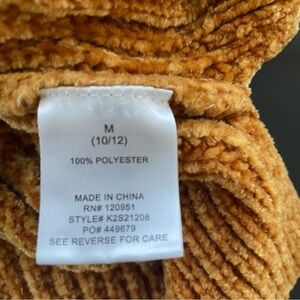 M
(10/12)
100% POLYESTER
MADE IN CHINA
RN# 120951
STYLE# K2S21208
PO# 449679
SEE REVERSE FOR CARE